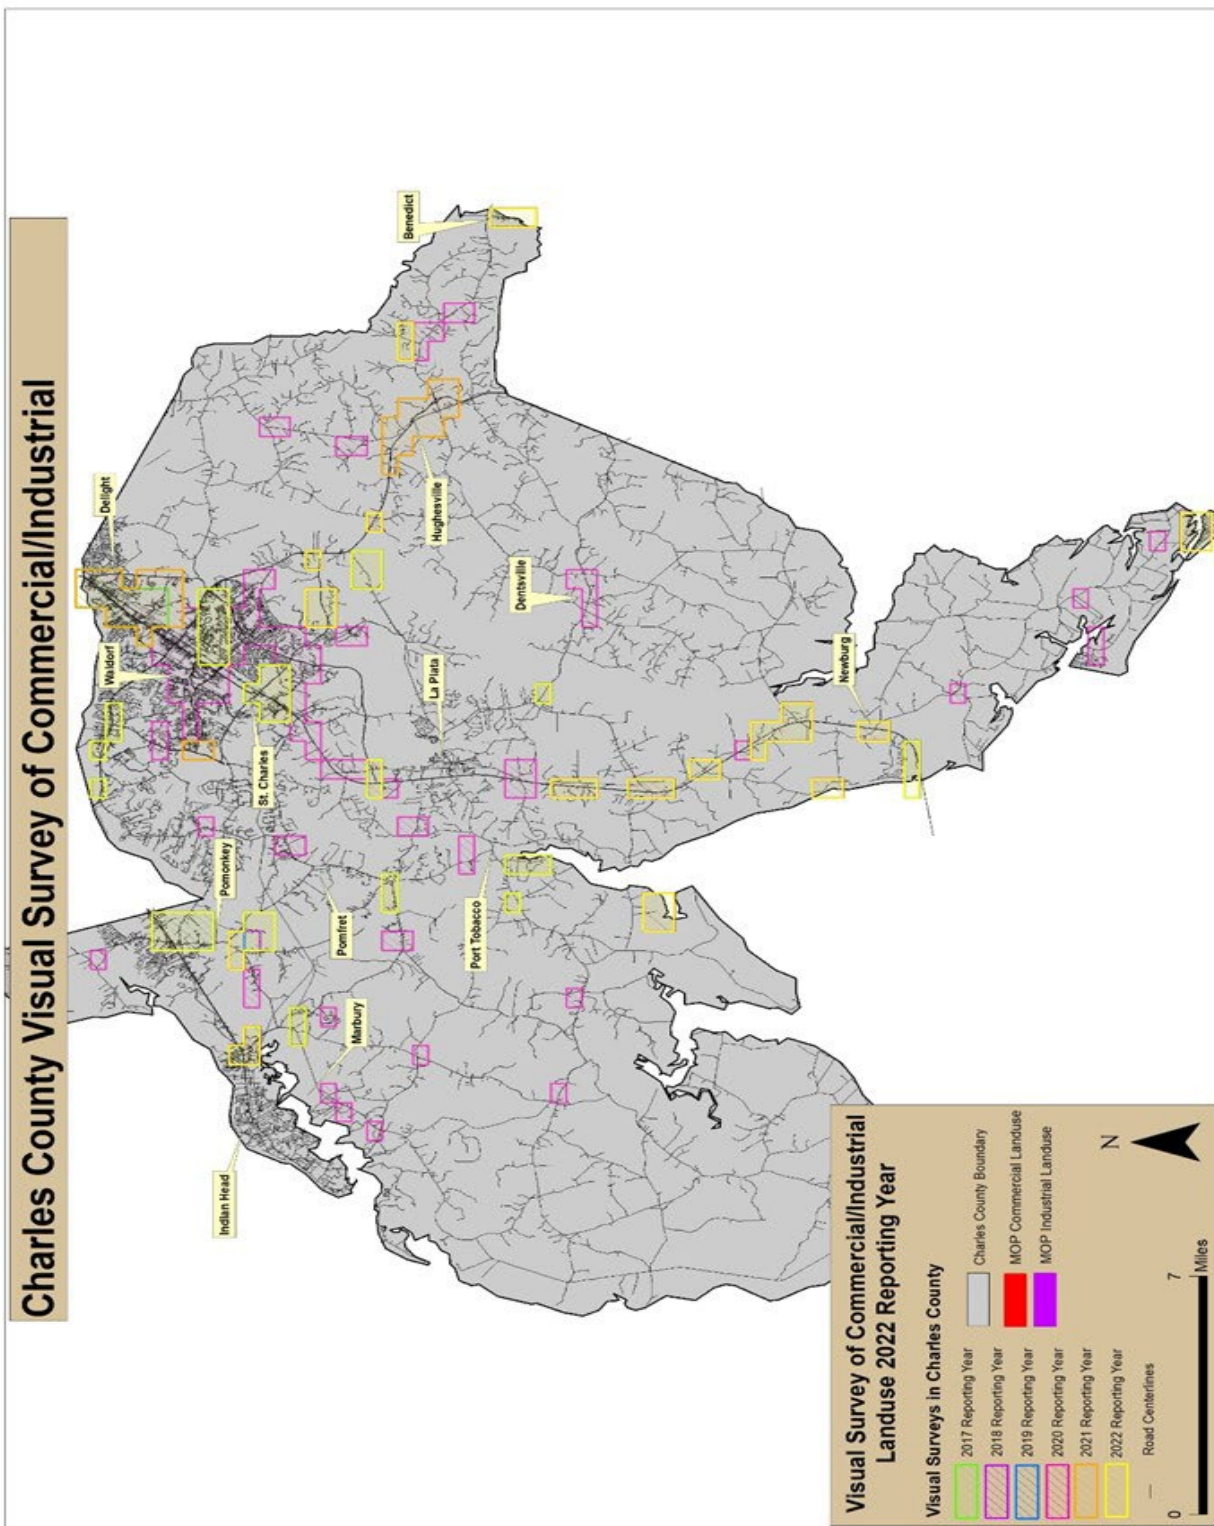 Charles County Visual Survey of Commercial/Industrial
Indian Head
Marbury
Pomonkey
Pomfret
Port Tobacco
St. Charles
La Plata
Waldorf
Newburg
Dentsville
Delight
Hughesville
Benedict
Visual Survey of Commercial/Industrial
Landuse 2022 Reporting Year
Visual Surveys in Charles County
2017 Reporting Year
2018 Reporting Year
2019 Reporting Year
2020 Reporting Year
2021 Reporting Year
2022 Reporting Year
Road Centerlines
Charles County Boundary
MOP Commercial Landuse
MOP Industrial Landuse
N
0
7
Miles